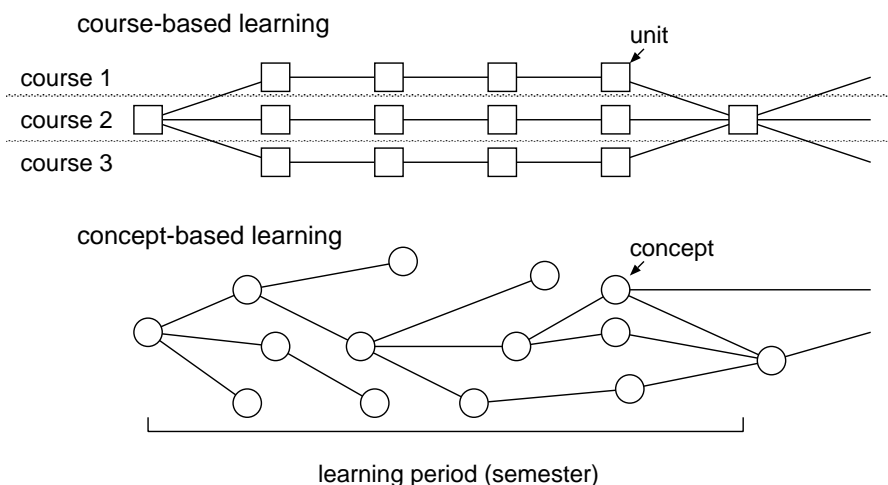 course-based learning
unit
course 1
course 2
course 3
concept-based learning
concept
learning period (semester)